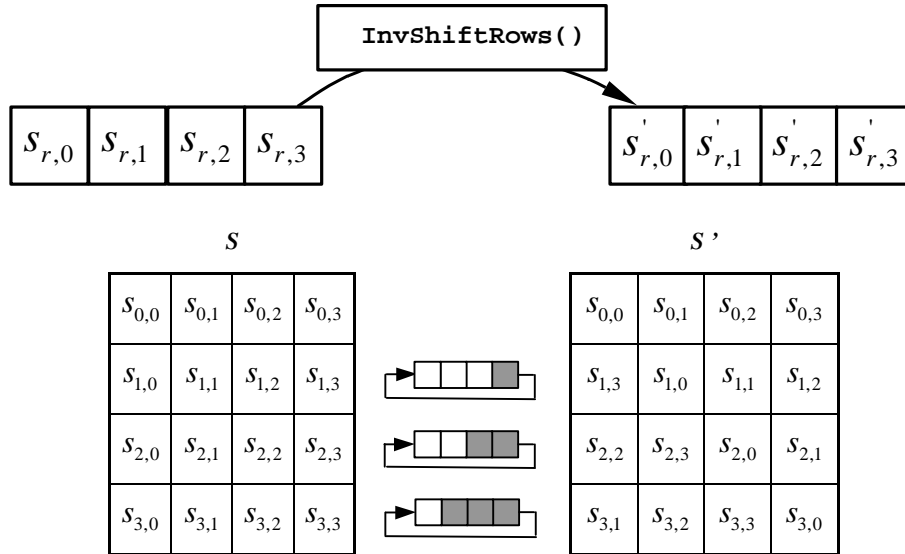 InvShiftRows()
s_{r,0} s_{r,1} s_{r,2} s_{r,3} s'_{r,0} s'_{r,1} s'_{r,2} s'_{r,3}
s s'
s_{0,0} s_{0,1} s_{0,2} s_{0,3} s_{0,0} s_{0,1} s_{0,2} s_{0,3}
s_{1,0} s_{1,1} s_{1,2} s_{1,3} s_{1,3} s_{1,0} s_{1,1} s_{1,2}
s_{2,0} s_{2,1} s_{2,2} s_{2,3} s_{2,2} s_{2,3} s_{2,0} s_{2,1}
s_{3,0} s_{3,1} s_{3,2} s_{3,3} s_{3,1} s_{3,2} s_{3,3} s_{3,0}